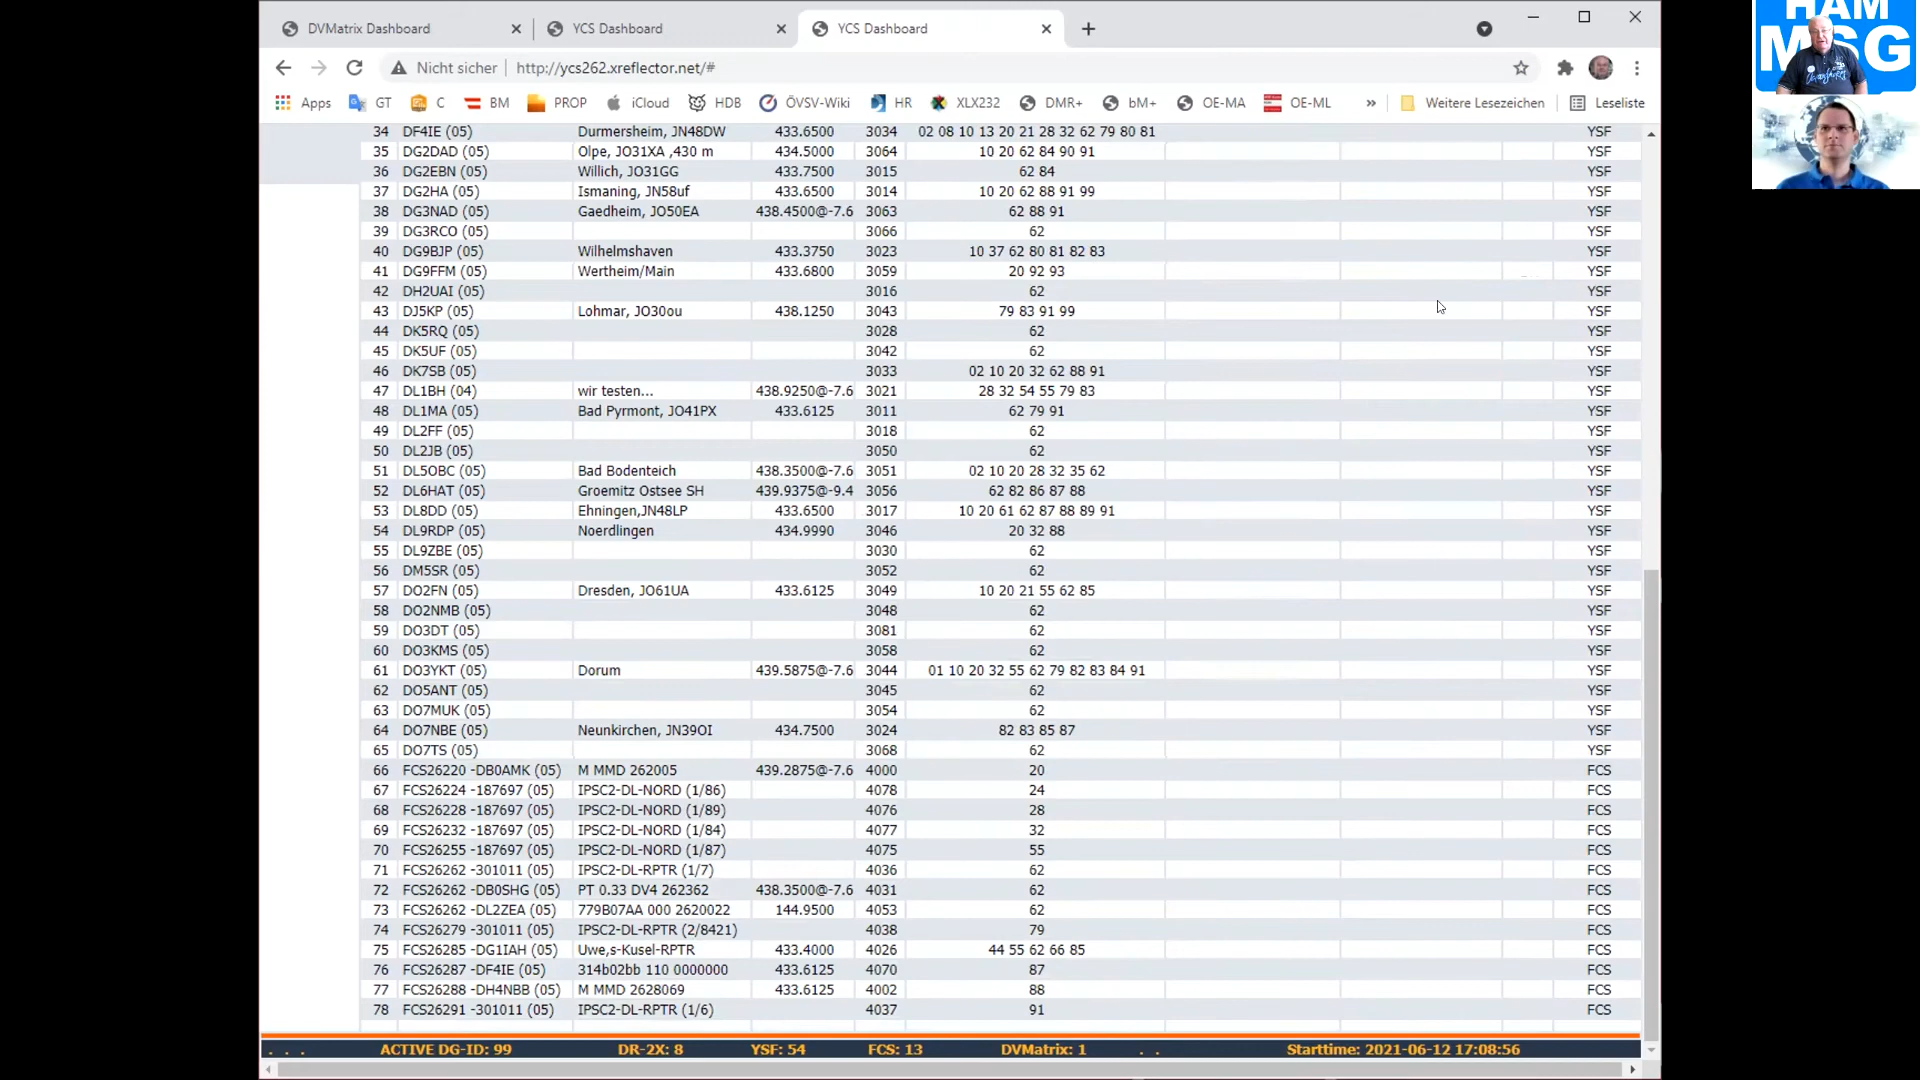 DVMatrix Dashboard
YCS Dashboard
YCS Dashboard
Nicht sicher http://ycs262.xreflector.net/#
Apps GT C BM PROP iCloud HDB ÖVSV-Wiki HR XLX232 DMR+ bM+ OE-MA OE-ML » Weitere Lesezeichen Leseliste
34 DF4IE (05) Durmersheim, JN48DW 433.6500 3034 02 08 10 13 20 21 28 32 62 79 80 81 YSF
35 DG2DAD (05) Olpe, JO31XA ,430 m 434.5000 3064 10 20 62 84 90 91 YSF
36 DG2EBN (05) Willich, JO31GG 433.7500 3015 62 84 YSF
37 DG2HA (05) Ismaning, JN58uf 433.6500 3014 10 20 62 88 91 99 YSF
38 DG3NAD (05) Gaedheim, JO50EA 438.4500@-7.6 3063 62 88 91 YSF
39 DG3RCO (05) 3066 62 YSF
40 DG9BJP (05) Wilhelmshaven 433.3750 3023 10 37 62 80 81 82 83 YSF
41 DG9FFM (05) Wertheim/Main 433.6800 3059 20 92 93 YSF
42 DH2UAI (05) 3016 62 YSF
43 DJ5KP (05) Lohmar, JO30ou 438.1250 3043 79 83 91 99 YSF
44 DK5RQ (05) 3028 62 YSF
45 DK5UF (05) 3042 62 YSF
46 DK7SB (05) 3033 02 10 20 32 62 88 91 YSF
47 DL1BH (04) wir testen... 438.9250@-7.6 3021 28 32 54 55 79 83 YSF
48 DL1MA (05) Bad Pyrmont, JO41PX 433.6125 3011 62 79 91 YSF
49 DL2FF (05) 3018 62 YSF
50 DL2JB (05) 3050 62 YSF
51 DL5OBC (05) Bad Bodenteich 438.3500@-7.6 3051 02 10 20 28 32 35 62 YSF
52 DL6HAT (05) Groemitz Ostsee SH 439.9375@-9.4 3056 62 82 86 87 88 YSF
53 DL8DD (05) Ehningen,JN48LP 433.6500 3017 10 20 61 62 87 88 89 91 YSF
54 DL9RDP (05) Noerdlingen 434.9990 3046 20 32 88 YSF
55 DL9ZBE (05) 3030 62 YSF
56 DM5SR (05) 3052 62 YSF
57 DO2FN (05) Dresden, JO61UA 433.6125 3049 10 20 21 55 62 85 YSF
58 DO2NMB (05) 3048 62 YSF
59 DO3DT (05) 3081 62 YSF
60 DO3KMS (05) 3058 62 YSF
61 DO3YKT (05) Dorum 439.5875@-7.6 3044 01 10 20 32 55 62 79 82 83 84 91 YSF
62 DO5ANT (05) 3045 62 YSF
63 DO7MUK (05) 3054 62 YSF
64 DO7NBE (05) Neunkirchen, JN39OI 434.7500 3024 82 83 85 87 YSF
65 DO7TS (05) 3068 62 YSF
66 FCS26220 -DB0AMK (05) M MMD 262005 439.2875@-7.6 4000 20 FCS
67 FCS26224 -187697 (05) IPSC2-DL-NORD (1/86) 4078 24 FCS
68 FCS26228 -187697 (05) IPSC2-DL-NORD (1/89) 4076 28 FCS
69 FCS26232 -187697 (05) IPSC2-DL-NORD (1/84) 4077 32 FCS
70 FCS26255 -187697 (05) IPSC2-DL-NORD (1/87) 4075 55 FCS
71 FCS26262 -301011 (05) IPSC2-DL-RPTR (1/7) 4036 62 FCS
72 FCS26262 -DB0SHG (05) PT 0.33 DV4 262362 438.3500@-7.6 4031 62 FCS
73 FCS26262 -DL2ZEA (05) 779B07AA 000 2620022 144.9500 4053 62 FCS
74 FCS26279 -301011 (05) IPSC2-DL-RPTR (2/8421) 4038 79 FCS
75 FCS26285 -DG1IAH (05) Uwe,s-Kusel-RPTR 433.4000 4026 44 55 62 66 85 FCS
76 FCS26287 -DF4IE (05) 314b02bb 110 0000000 433.6125 4070 87 FCS
77 FCS26288 -DH4NBB (05) M MMD 2628069 433.6125 4002 88 FCS
78 FCS26291 -301011 (05) IPSC2-DL-RPTR (1/6) 4037 91 FCS
. . . ACTIVE DG-ID: 99 DR-2X: 8 YSF: 54 FCS: 13 DVMatrix: 1 . . Starttime: 2021-06-12 17:08:56
HAM
MSG